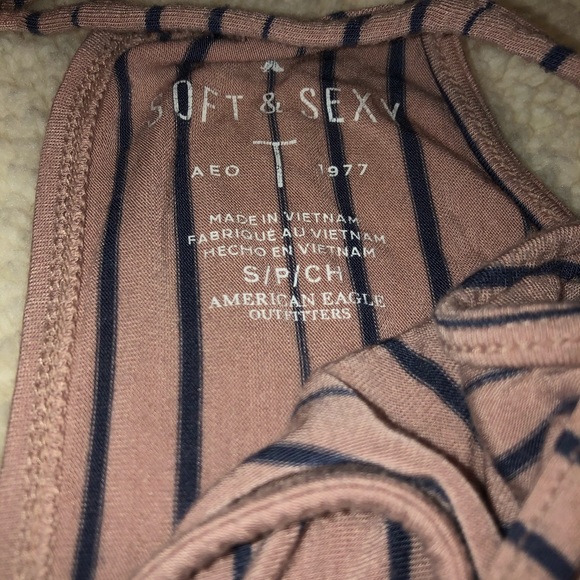 SOFT & SEXY
AEO T 1977
MADE IN VIETNAM
FABRIQUÉ AU VIETNAM
HECHO EN VIETNAM
S/P/CH
AMERICAN EAGLE
OUTFITTERS